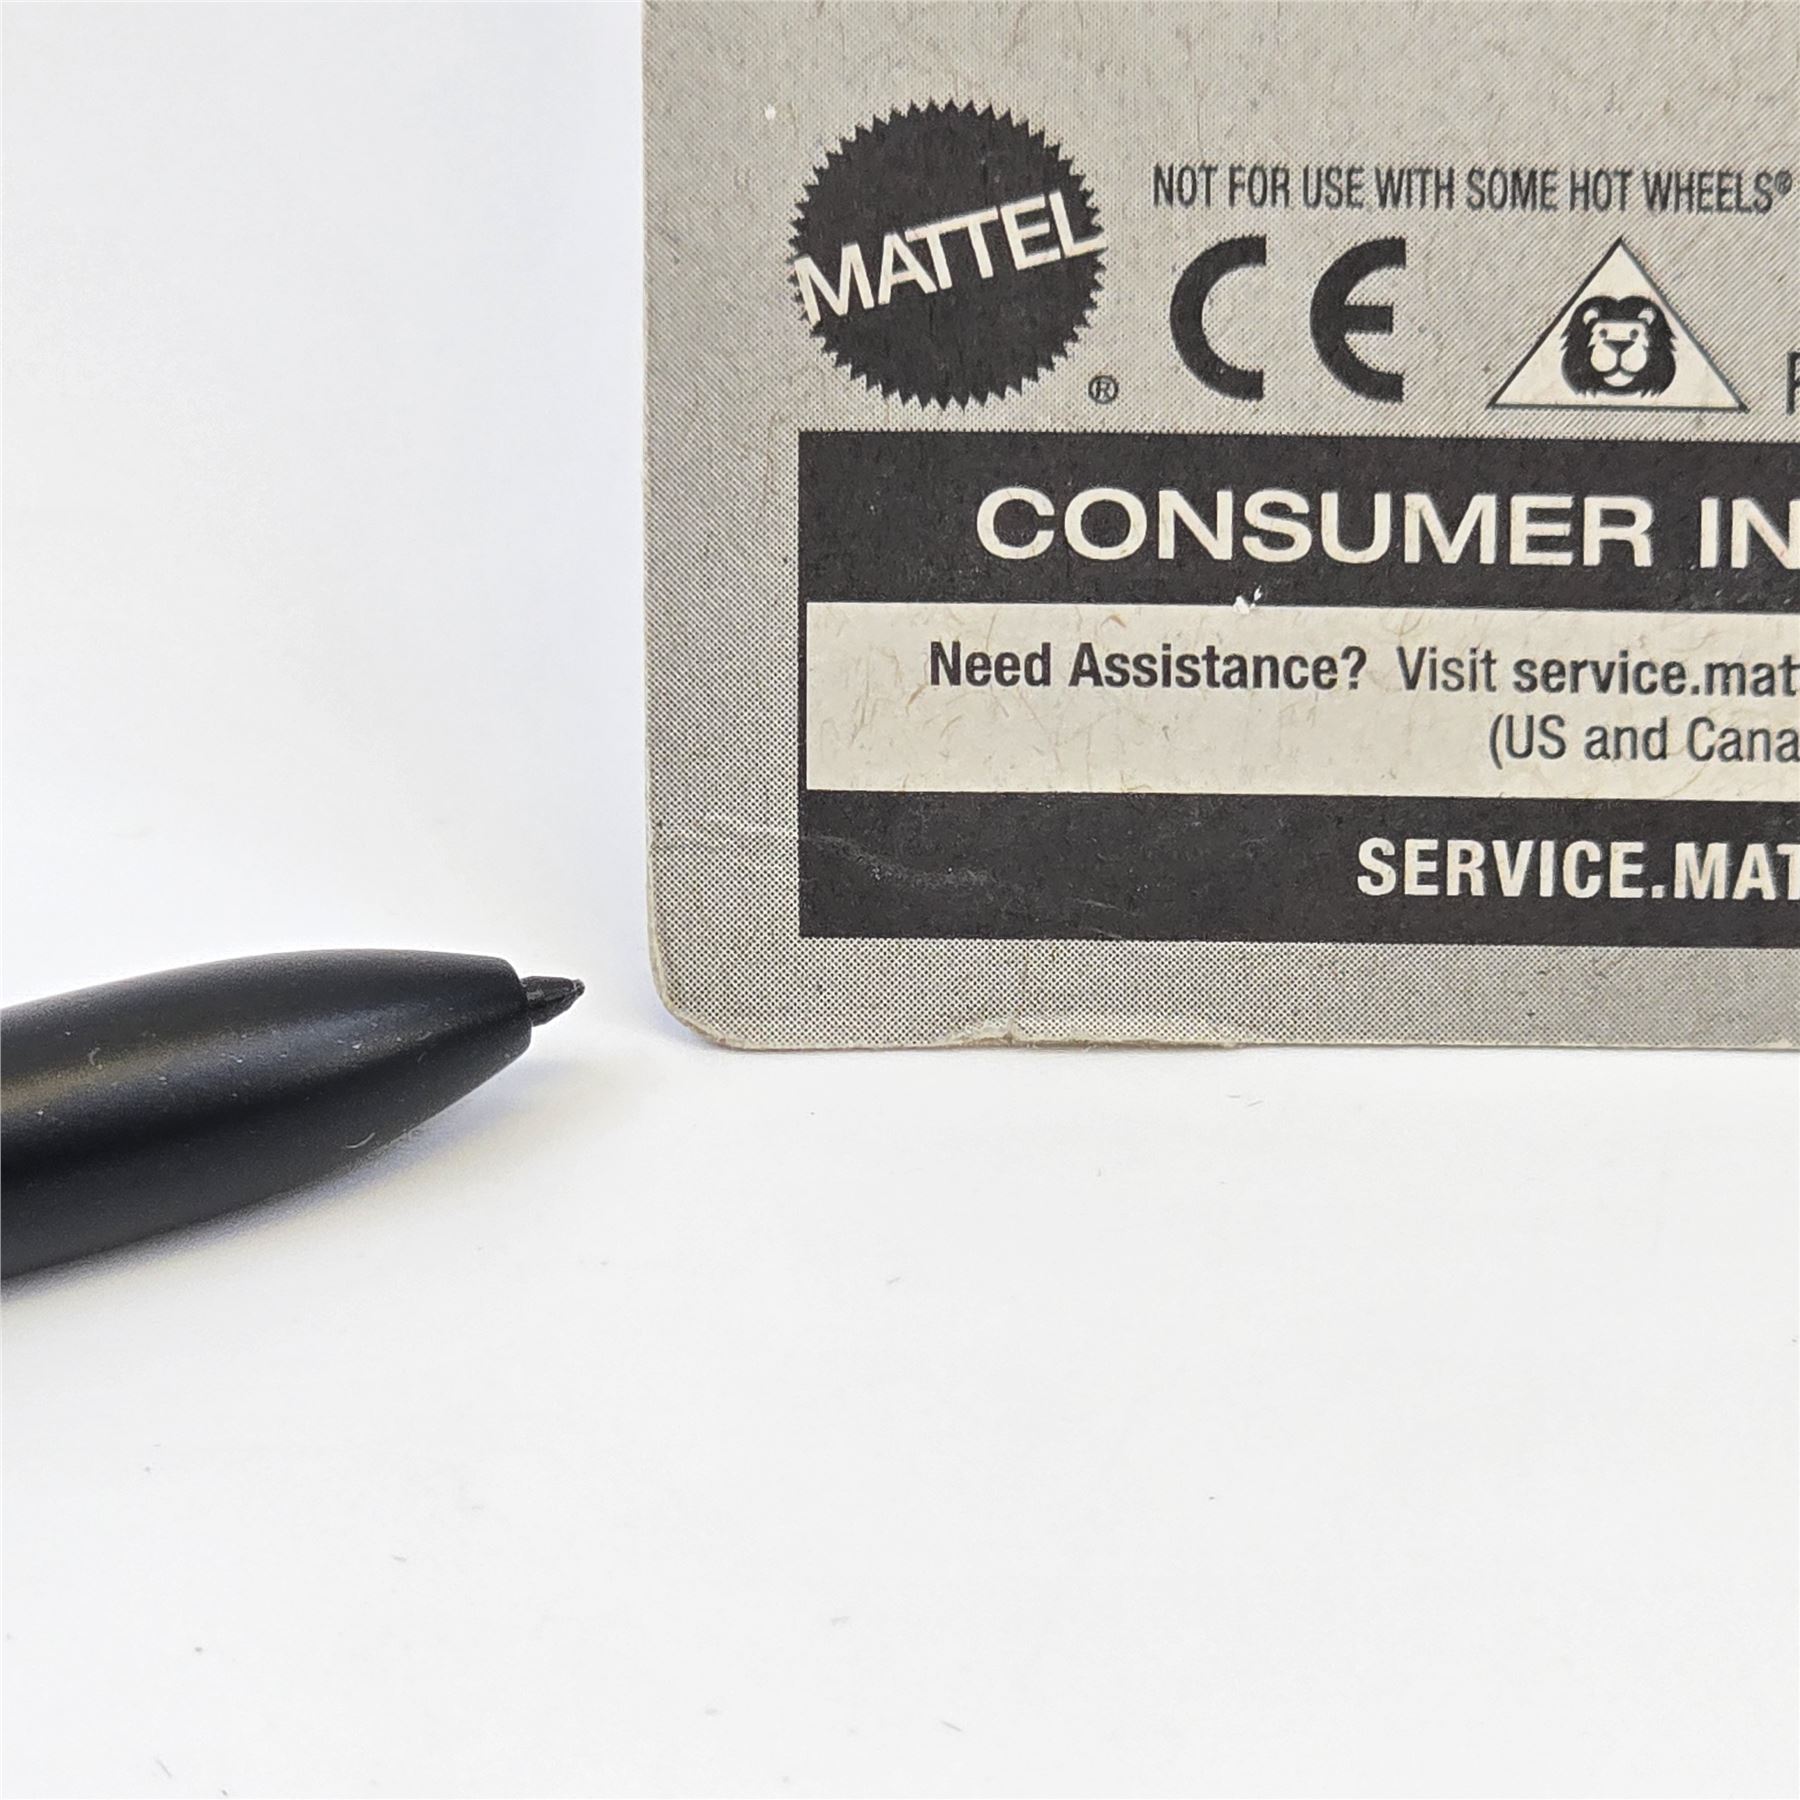 MATTEL
®
NOT FOR USE WITH SOME HOT WHEELS®
CE
CONSUMER IN
Need Assistance? Visit service.mat
(US and Cana
SERVICE.MAT